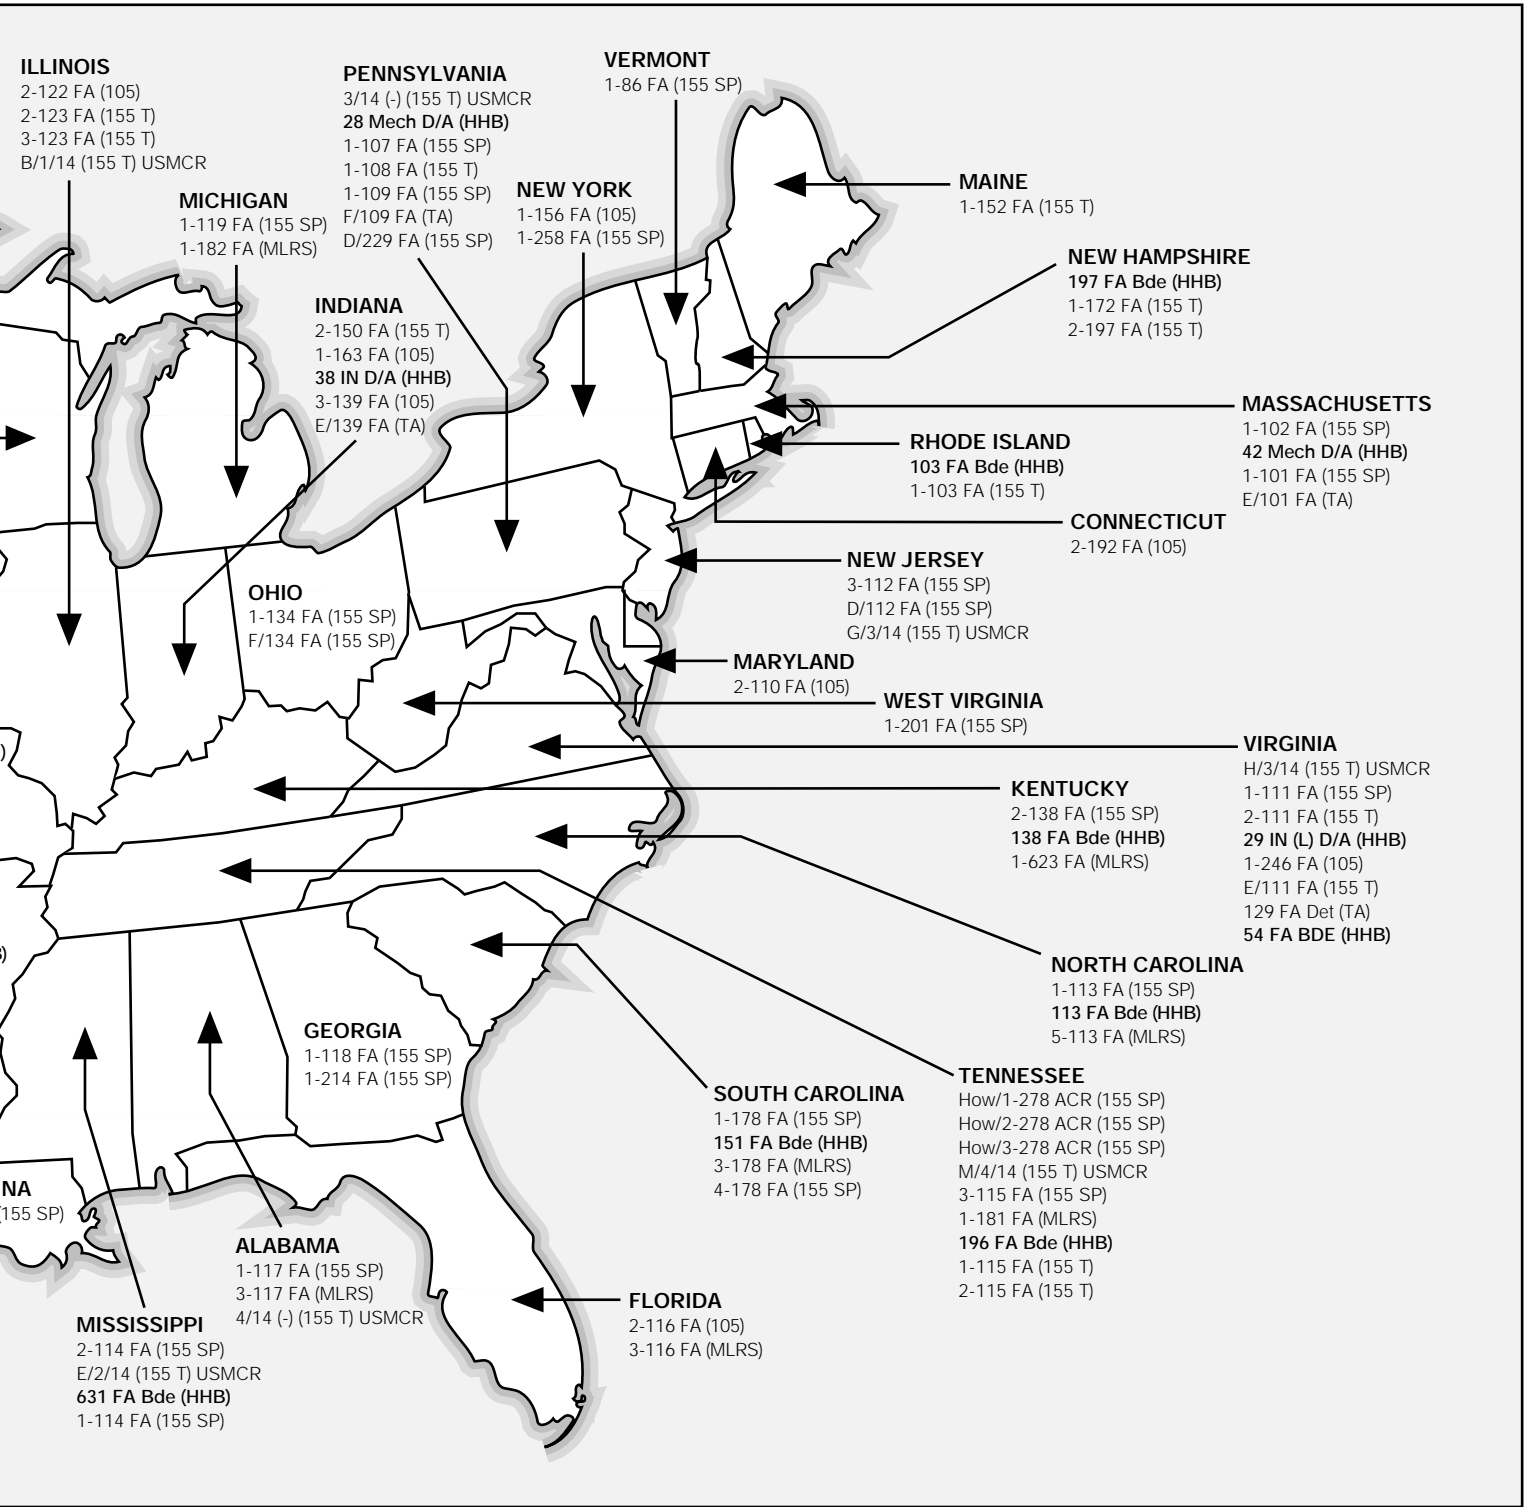 ILLINOIS
2-122 FA (105)
2-123 FA (155 T)
3-123 FA (155 T)
B/1/14 (155 T) USMCR
MICHIGAN
1-119 FA (155 SP)
1-182 FA (MLRS)
PENNSYLVANIA
3/14 (-) (155 T) USMCR
28 Mech D/A (HHB)
1-107 FA (155 SP)
1-108 FA (155 T)
1-109 FA (155 SP)
F/109 FA (TA)
D/229 FA (155 SP)
VERMONT
1-86 FA (155 SP)
NEW YORK
1-156 FA (105)
1-258 FA (155 SP)
INDIANA
2-150 FA (155 T)
1-163 FA (105)
38 IN D/A (HHB)
3-139 FA (105)
E/139 FA (TA)
MAINE
1-152 FA (155 T)
NEW HAMPSHIRE
197 FA Bde (HHB)
1-172 FA (155 T)
2-197 FA (155 T)
MASSACHUSETTS
1-102 FA (155 SP)
42 Mech D/A (HHB)
1-101 FA (155 SP)
E/101 FA (TA)
RHODE ISLAND
103 FA Bde (HHB)
1-103 FA (155 T)
CONNECTICUT
2-192 FA (105)
NEW JERSEY
3-112 FA (155 SP)
D/112 FA (155 SP)
G/3/14 (155 T) USMCR
OHIO
1-134 FA (155 SP)
F/134 FA (155 SP)
MARYLAND
2-110 FA (105)
WEST VIRGINIA
1-201 FA (155 SP)
VIRGINIA
H/3/14 (155 T) USMCR
1-111 FA (155 SP)
2-111 FA (155 T)
29 IN (L) D/A (HHB)
1-246 FA (105)
E/111 FA (155 T)
129 FA Det (TA)
54 FA BDE (HHB)
KENTUCKY
2-138 FA (155 SP)
138 FA Bde (HHB)
1-623 FA (MLRS)
NORTH CAROLINA
1-113 FA (155 SP)
113 FA Bde (HHB)
5-113 FA (MLRS)
GEORGIA
1-118 FA (155 SP)
1-214 FA (155 SP)
SOUTH CAROLINA
1-178 FA (155 SP)
151 FA Bde (HHB)
3-178 FA (MLRS)
4-178 FA (155 SP)
TENNESSEE
How/1-278 ACR (155 SP)
How/2-278 ACR (155 SP)
How/3-278 ACR (155 SP)
M/4/14 (155 T) USMCR
3-115 FA (155 SP)
1-181 FA (MLRS)
196 FA Bde (HHB)
1-115 FA (155 T)
2-115 FA (155 T)
NA
(155 SP)
ALABAMA
1-117 FA (155 SP)
3-117 FA (MLRS)
4/14 (-) (155 T) USMCR
FLORIDA
2-116 FA (105)
3-116 FA (MLRS)
MISSISSIPPI
2-114 FA (155 SP)
E/2/14 (155 T) USMCR
631 FA Bde (HHB)
1-114 FA (155 SP)